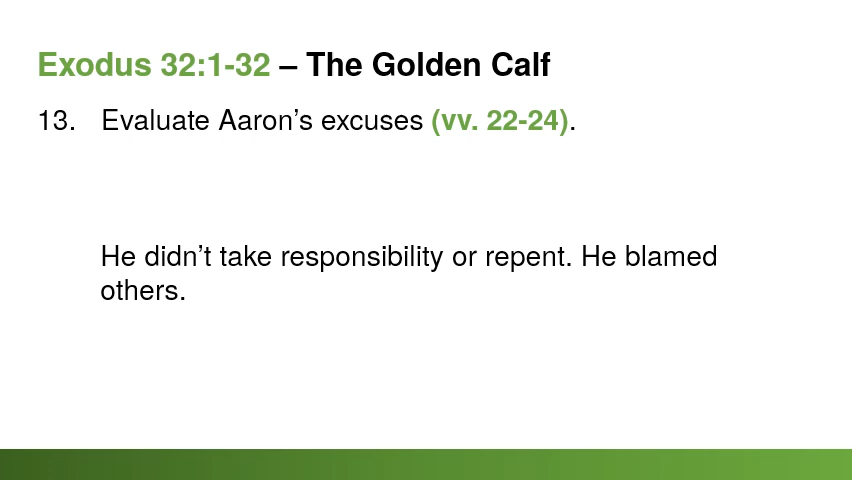 Exodus 32:1-32 – The Golden Calf
13. Evaluate Aaron’s excuses (vv. 22-24).
He didn’t take responsibility or repent. He blamed
others.